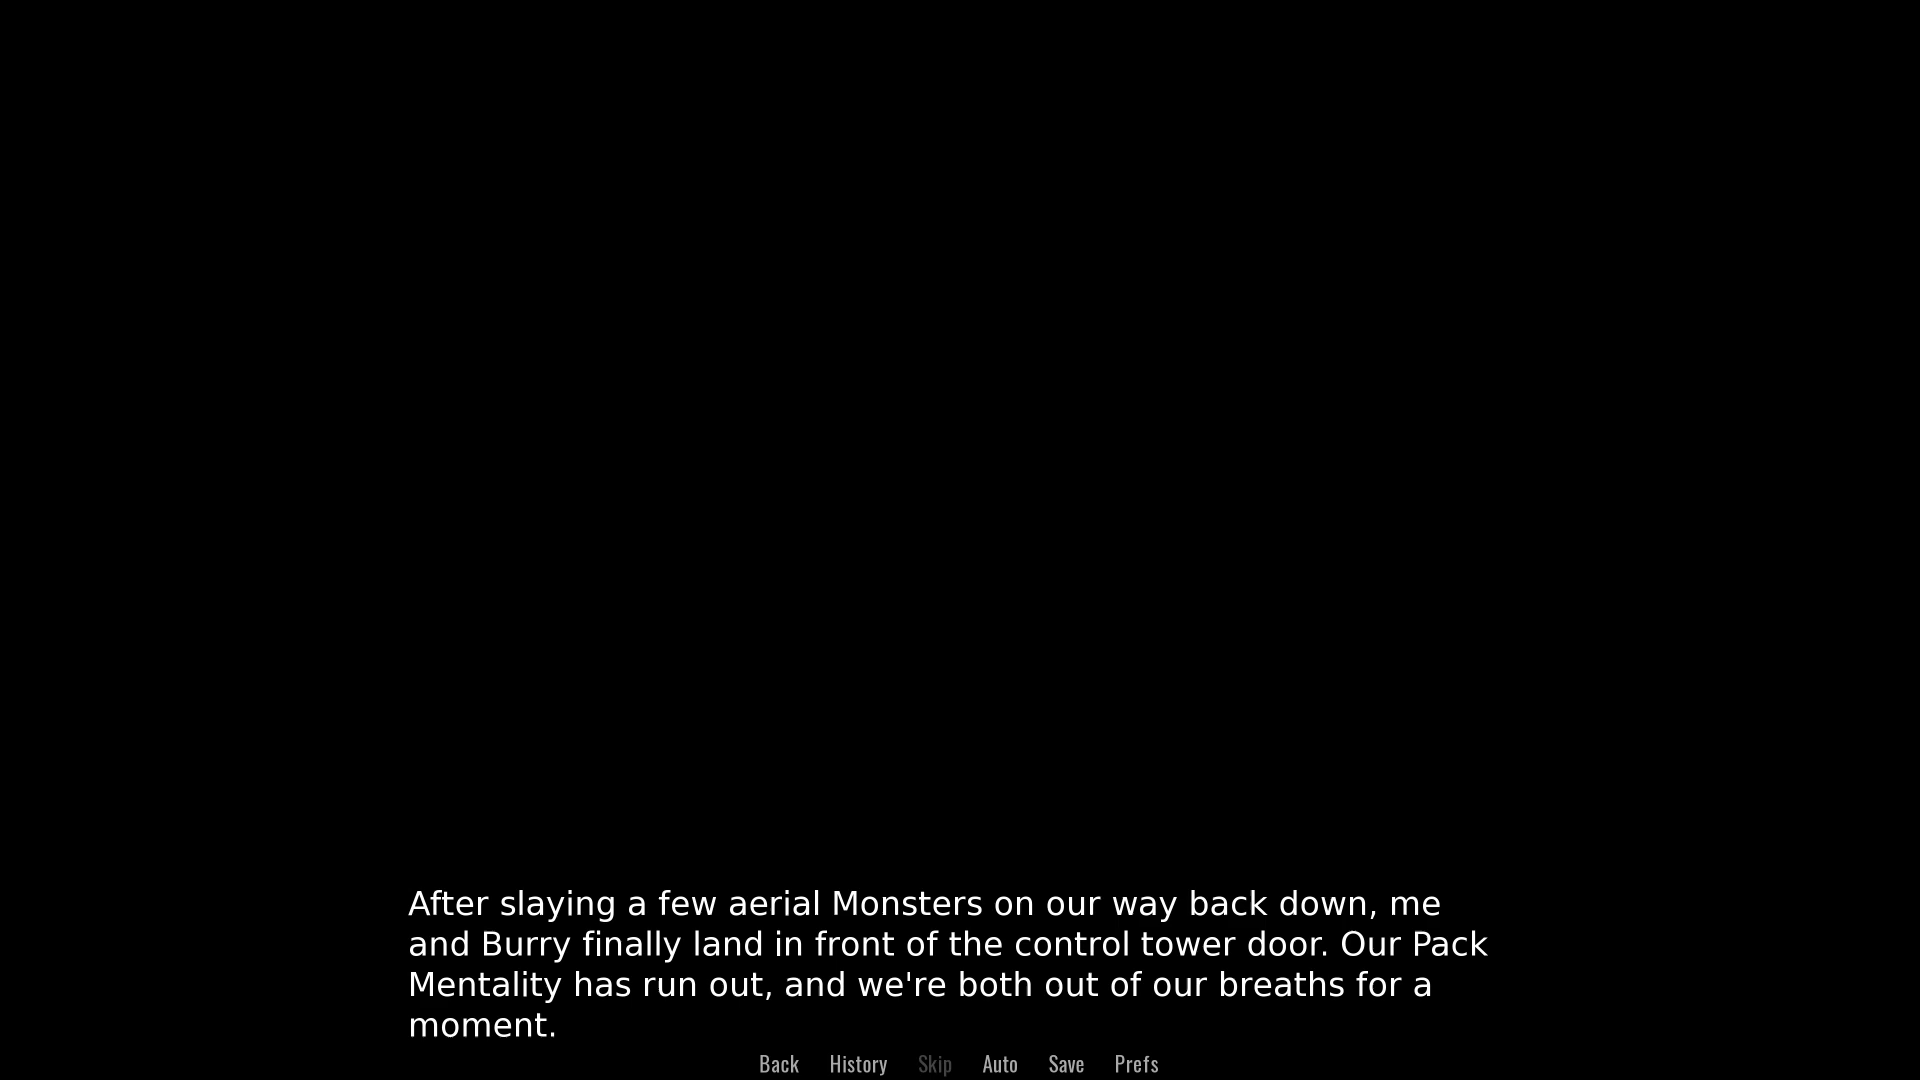 After slaying a few aerial Monsters on our way back down, me
and Burry finally land in front of the control tower door. Our Pack
Mentality has run out, and we're both out of our breaths for a
moment.
Back History Skip Auto Save Prefs